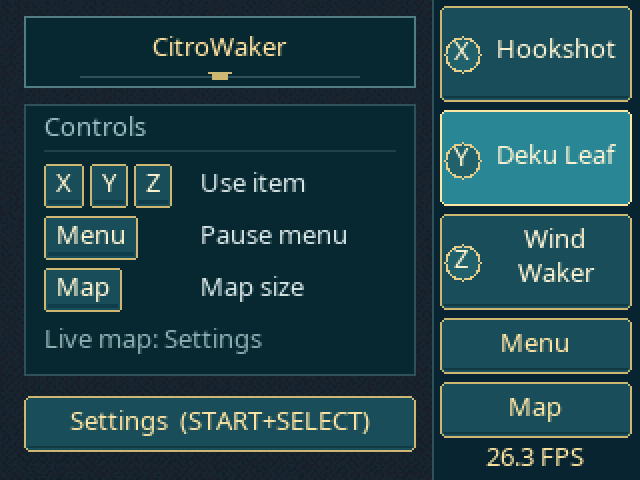 CitroWaker
Controls
X Y Z Use item
Menu Pause menu
Map Map size
Live map: Settings
Settings (START+SELECT)
X Hookshot
Y Deku Leaf
Z Wind
Waker
Menu
Map
26.3 FPS